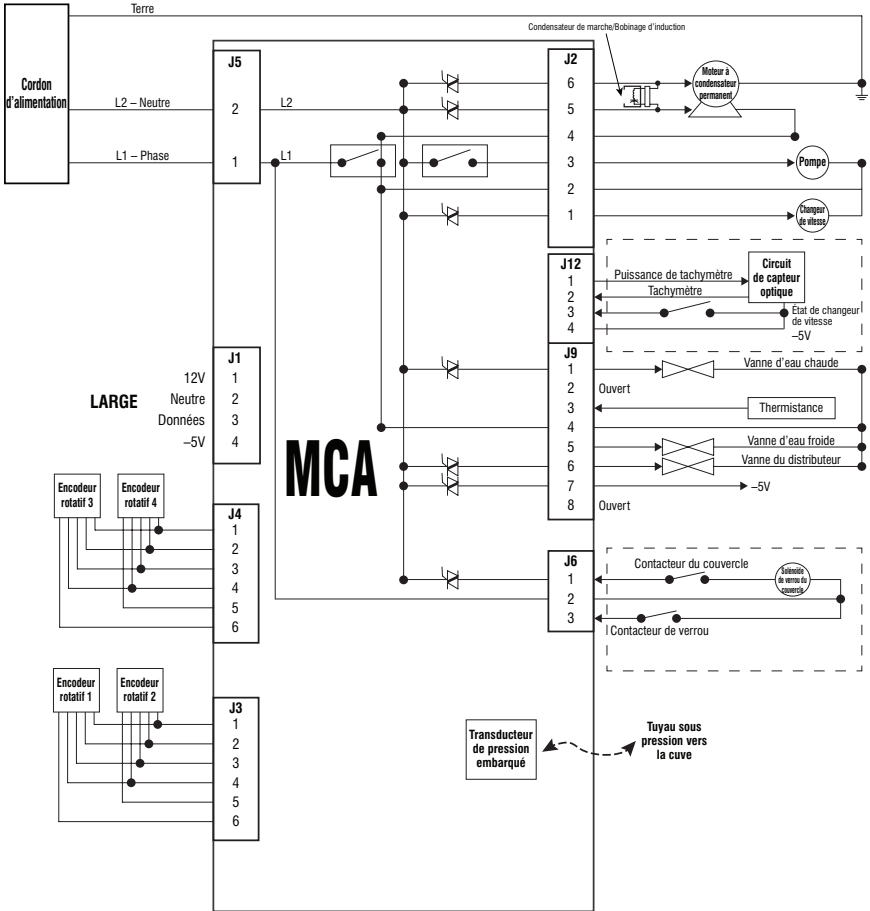 Terre
Condensateur de marche/Bobinage d'induction
Cordon
d'alimentation
J5
J2
L2 – Neutre
2
L2
L1 – Phase
1
L1
6
5
4
3
2
1
Moteur à
condensateur
permanent
Pompe
Changeur
de vitesse
J12
1
2
3
4
Puissance de tachymètre
Tachymètre
Circuit
de capteur
optique
État de changeur
de vitesse
–5V
J1
LARGE
12V
1
Neutre
2
Données
3
–5V
4
MCA
J9
1
2
3
4
5
6
7
8
Vanne d'eau chaude
Ouvert
Thermistance
Vanne d'eau froide
Vanne du distributeur
–5V
Ouvert
Encodeur
rotatif 3
Encodeur
rotatif 4
J4
1
2
3
4
5
6
J6
1
2
3
Contacteur du couvercle
Solénoïde
de verrou du
couvercle
Contacteur de verrou
Encodeur
rotatif 1
Encodeur
rotatif 2
J3
1
2
3
4
5
6
Transducteur
de pression
embarqué
Tuyau sous
pression vers
la cuve